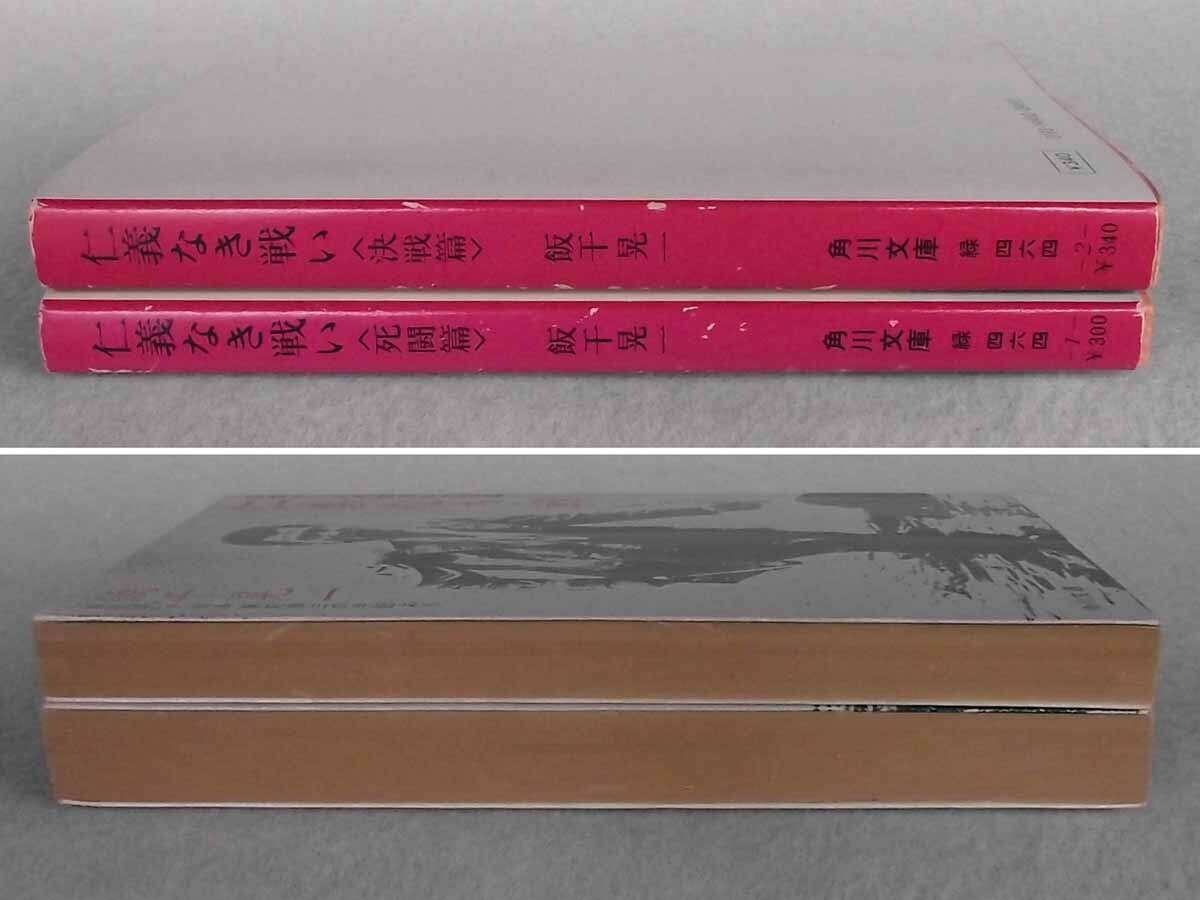 ¥340
仁義なき戦い〈決戦篇〉 飯干晃一 角川文庫 緑 四六四 -2- ¥340
仁義なき戦い〈死闘篇〉 飯干晃一 角川文庫 緑 四六四 -1- ¥300